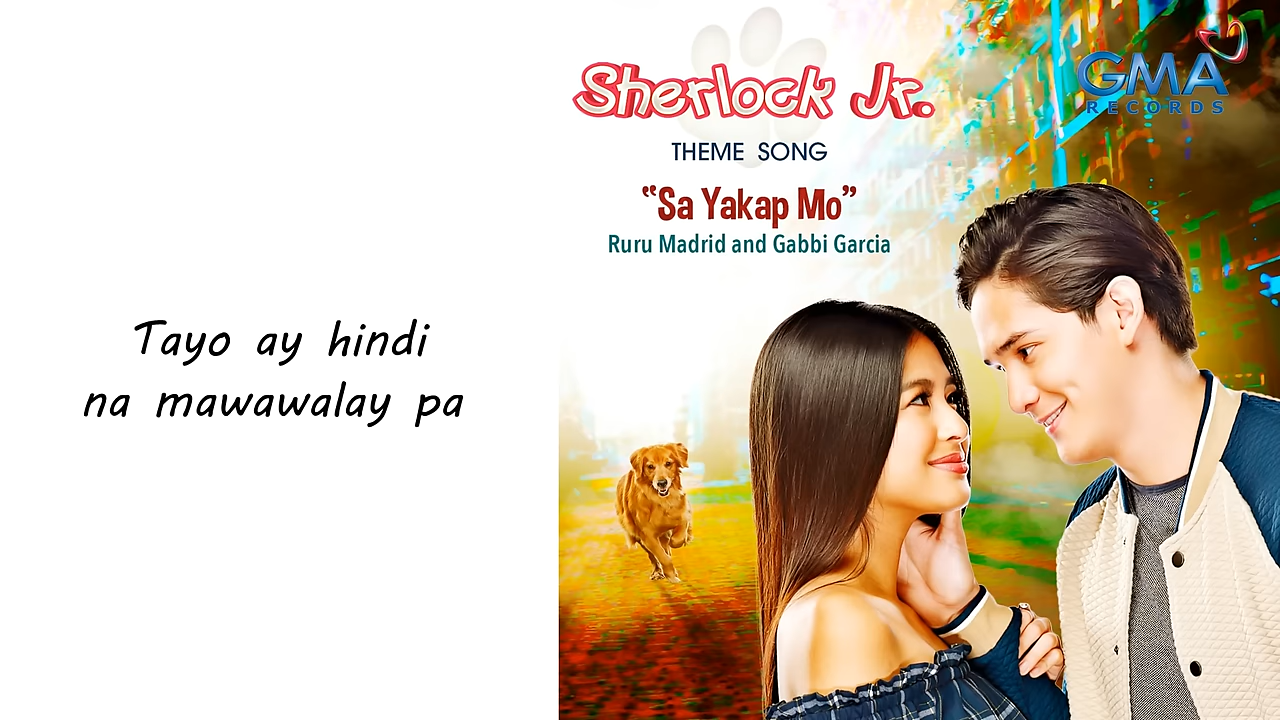 Tayo ay hindi
na mawawalay pa
Sherlock Jr.
THEME SONG
“Sa Yakap Mo”
Ruru Madrid and Gabbi Garcia
GMA
RECORDS